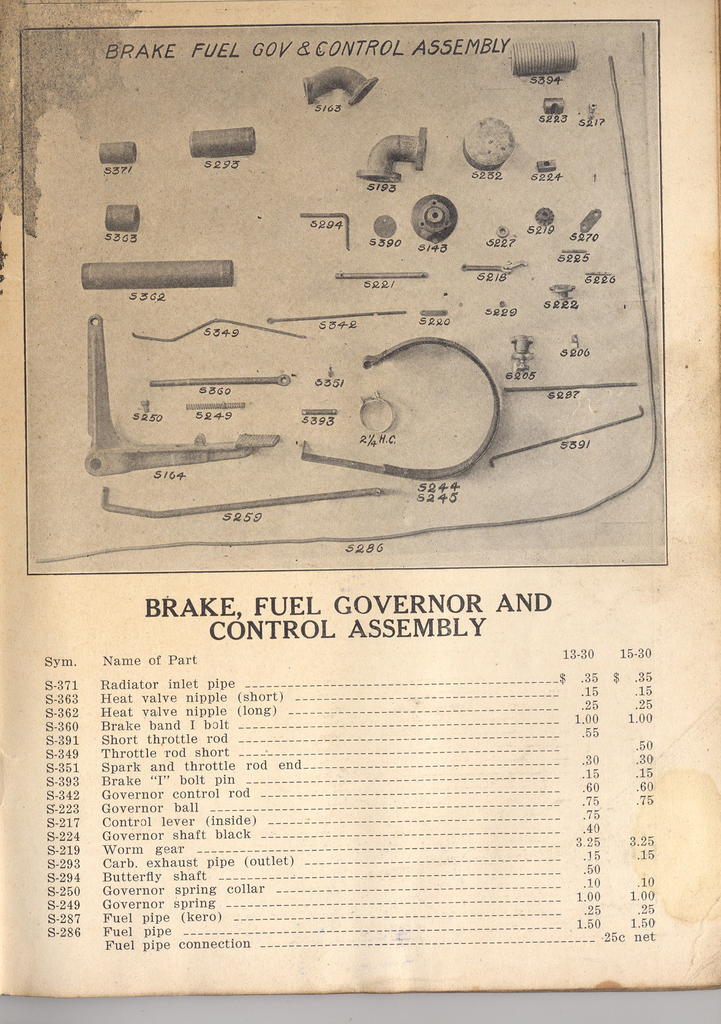 BRAKE FUEL GOV & CONTROL ASSEMBLY
S394
S163
S223
S217
S371
S293
S193
S232
S224
S363
S294
S390
S143
S227
S219
S270
S225
S362
S221
S218
S226
S222
S349
S342
S220
S229
S205
S206
S360
S351
S287
S250
S249
S393
2¼ H.C.
S391
S164
S244
S245
S259
S286
BRAKE, FUEL GOVERNOR AND
CONTROL ASSEMBLY
Sym. Name of Part 13-30 15-30
S-371 Radiator inlet pipe $ .35 $ .35
S-363 Heat valve nipple (short) .15 .15
S-362 Heat valve nipple (long) .25 .25
S-360 Brake band I bolt 1.00 1.00
S-391 Short throttle rod .55
S-349 Throttle rod short .50
S-351 Spark and throttle rod end .30 .30
S-393 Brake "I" bolt pin .15 .15
S-342 Governor control rod .60 .60
S-223 Governor ball .75 .75
S-217 Control lever (inside) .75
S-224 Governor shaft black .40
S-219 Worm gear 3.25 3.25
S-293 Carb. exhaust pipe (outlet) .15 .15
S-294 Butterfly shaft .50
S-250 Governor spring collar .10 .10
S-249 Governor spring 1.00 1.00
S-287 Fuel pipe (kero) .25 .25
S-286 Fuel pipe 1.50 1.50
Fuel pipe connection 25c net